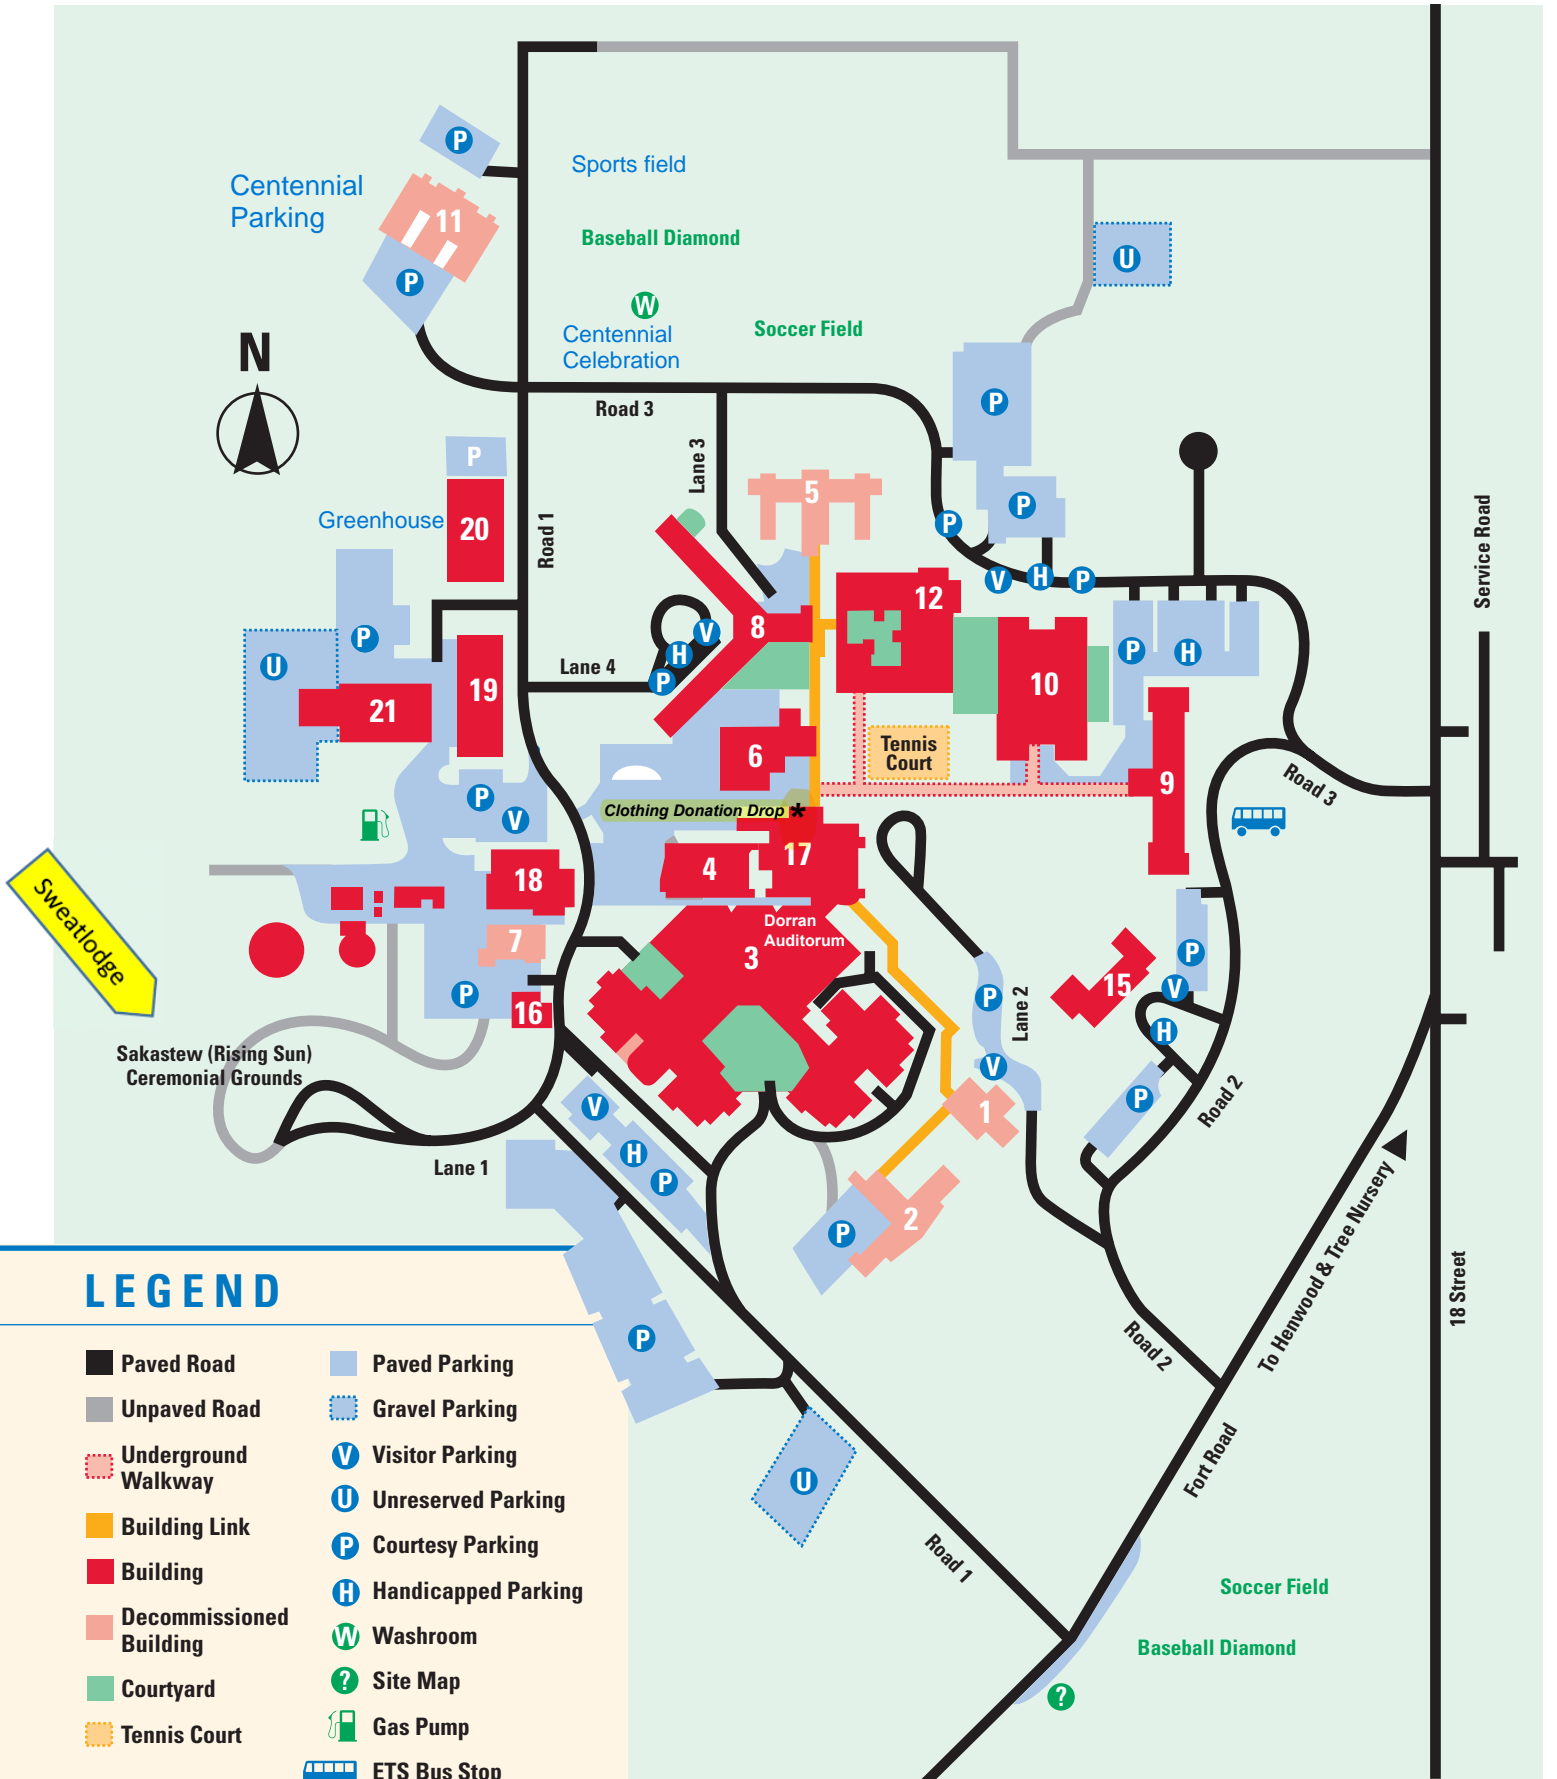 P
Sports field
Centennial
Parking
11
Baseball Diamond
U
P
W
Centennial
Celebration
Soccer Field
N
Road 3
P
P
Lane 3
5
Service Road
Greenhouse
20
Road 1
P
P
V
H
P
12
8
V
H
P
Lane 4
U
P
P
H
10
19
21
6
Tennis
Court
9
Road 3
P
V
Clothing Donation Drop *
17
4
18
Sweatlodge
Dorran
Auditorum
3
7
P
16
P
Lane 2
V
15
P
V
H
P
Road 2
Sakastew (Rising Sun)
Ceremonial Grounds
1
V
H
P
Lane 1
2
P
To Henwood & Tree Nursery
18 Street
Road 2
P
U
Fort Road
Road 1
Soccer Field
Baseball Diamond
?
LEGEND
Paved Road
Unpaved Road
Underground
Walkway
Building Link
Building
Decommissioned
Building
Courtyard
Tennis Court
Paved Parking
Gravel Parking
V Visitor Parking
U Unreserved Parking
P Courtesy Parking
H Handicapped Parking
W Washroom
? Site Map
Gas Pump
ETS Bus Stop